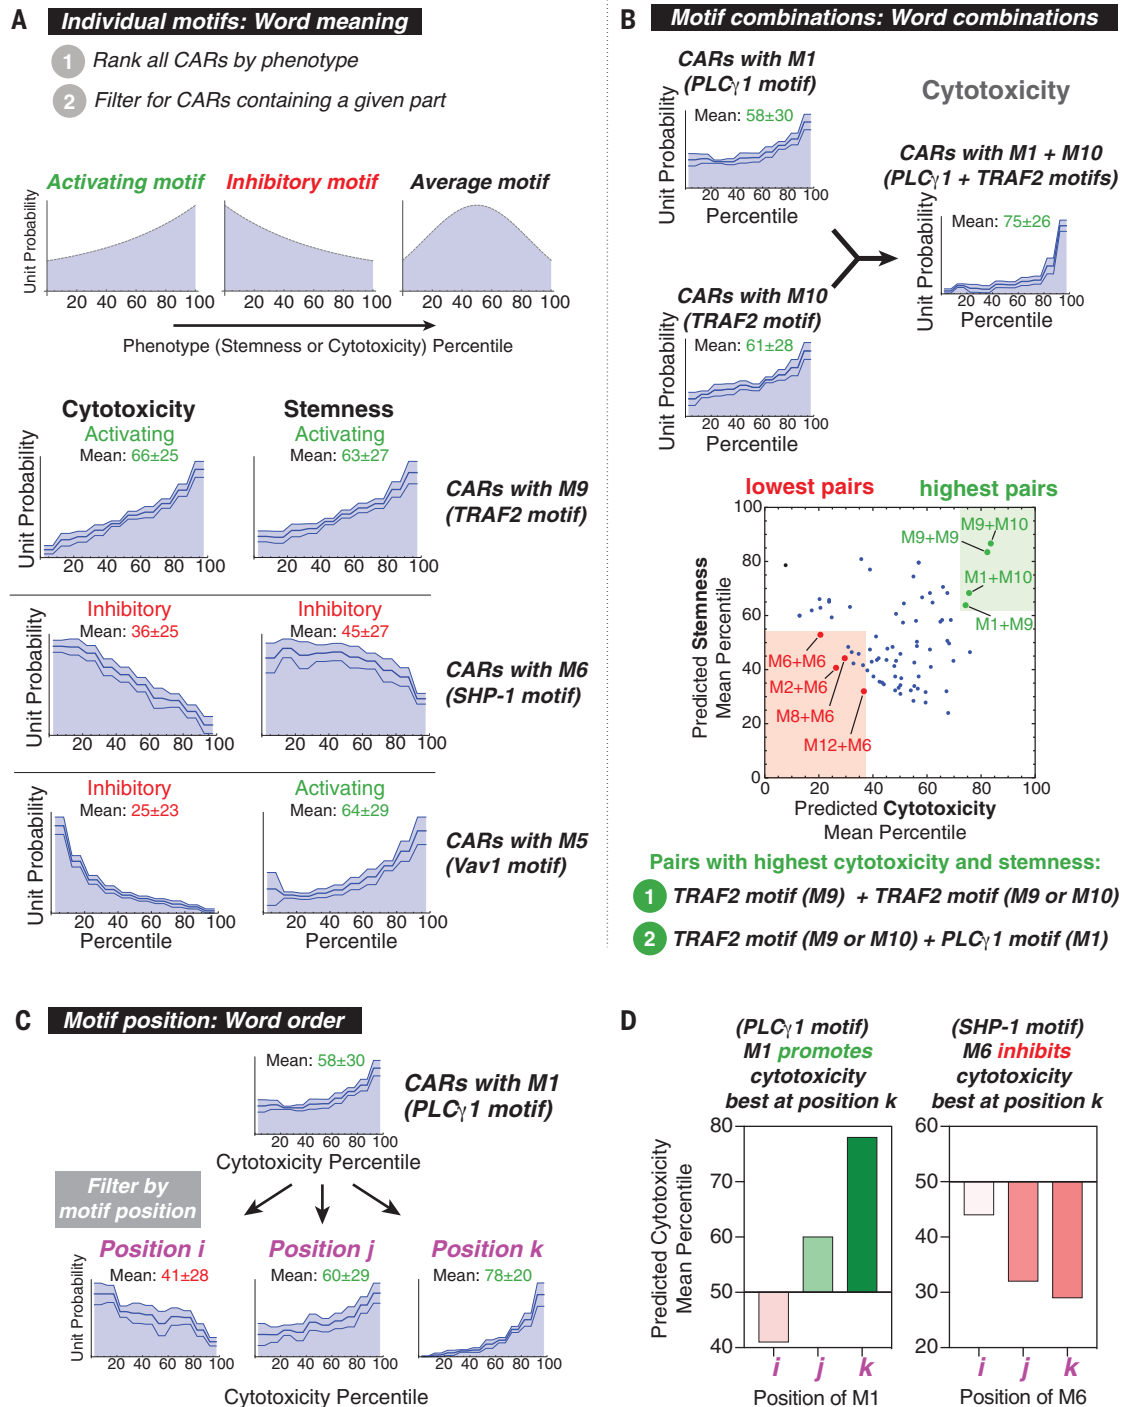 A
Individual motifs: Word meaning
1 Rank all CARs by phenotype
2 Filter for CARs containing a given part
Activating motif
Inhibitory motif
Average motif
Unit Probability
20 40 60 80 100
20 40 60 80 100
20 40 60 80 100
Phenotype (Stemness or Cytotoxicity) Percentile
Cytotoxicity
Stemness
Activating
Mean: 66±25
Activating
Mean: 63±27
Unit Probability
20 40 60 80 100
20 40 60 80 100
CARs with M9
(TRAF2 motif)
Inhibitory
Mean: 36±25
Inhibitory
Mean: 45±27
Unit Probability
20 40 60 80 100
20 40 60 80 100
CARs with M6
(SHP-1 motif)
Inhibitory
Mean: 25±23
Activating
Mean: 64±29
Unit Probability
20 40 60 80 100
20 40 60 80 100
Percentile
Percentile
CARs with M5
(Vav1 motif)
B
Motif combinations: Word combinations
CARs with M1
(PLCγ1 motif)
Mean: 58±30
Unit Probability
20 40 60 80 100
Percentile
Cytotoxicity
CARs with M1 + M10
(PLCγ1 + TRAF2 motifs)
Mean: 75±26
Unit Probability
20 40 60 80 100
Percentile
CARs with M10
(TRAF2 motif)
Mean: 61±28
Unit Probability
20 40 60 80 100
Percentile
lowest pairs
highest pairs
100
80
60
40
20
0
Predicted Stemness
Mean Percentile
M9+M10
M9+M9
M1+M10
M1+M9
M6+M6
M2+M6
M8+M6
M12+M6
0 20 40 60 80 100
Predicted Cytotoxicity
Mean Percentile
Pairs with highest cytotoxicity and stemness:
1 TRAF2 motif (M9) + TRAF2 motif (M9 or M10)
2 TRAF2 motif (M9 or M10) + PLCγ1 motif (M1)
C
Motif position: Word order
Mean: 58±30
Unit Probability
20 40 60 80 100
Cytotoxicity Percentile
CARs with M1
(PLCγ1 motif)
Filter by
motif position
Position i
Position j
Position k
Mean: 41±28
Mean: 60±29
Mean: 78±20
Unit Probability
20 40 60 80 100
20 40 60 80 100
20 40 60 80 100
Cytotoxicity Percentile
D
(PLCγ1 motif)
M1 promotes
cytotoxicity
best at position k
(SHP-1 motif)
M6 inhibits
cytotoxicity
best at position k
Predicted Cytotoxicity
Mean Percentile
80
70
60
50
40
i j k
Position of M1
60
50
40
30
20
i j k
Position of M6